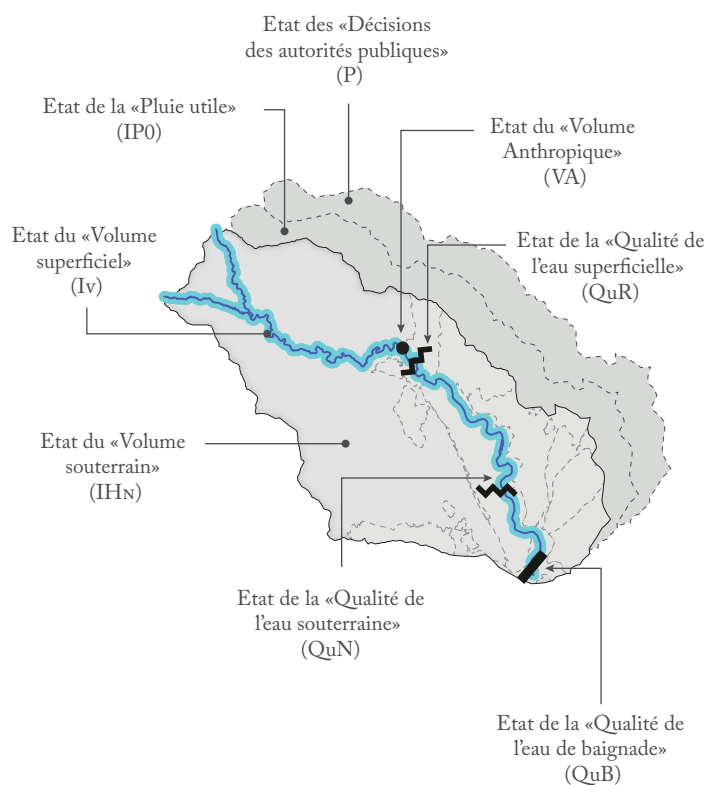 Etat des «Décisions
des autorités publiques»
(P)
Etat de la «Pluie utile»
(IP0)
Etat du «Volume
Anthropique»
(VA)
Etat du «Volume
superficiel»
(Iv)
Etat de la «Qualité de
l'eau superficielle»
(QuR)
Etat du «Volume
souterrain»
(IHN)
Etat de la «Qualité de
l'eau souterraine»
(QuN)
Etat de la «Qualité de
l'eau de baignade»
(QuB)